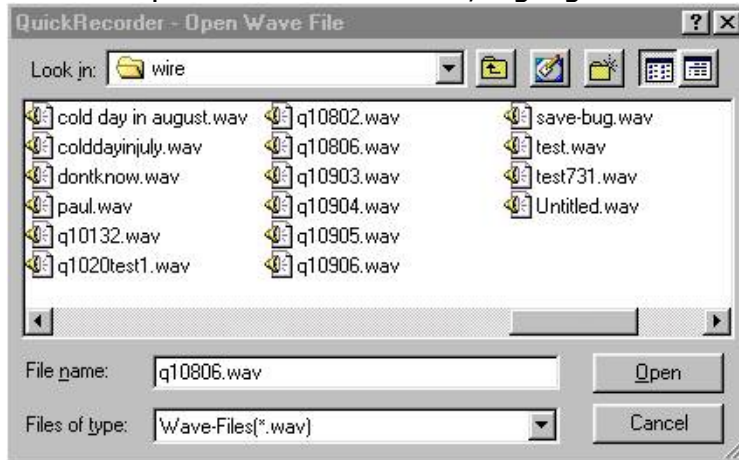 QuickRecorder - Open Wave File
Look in: wire
cold day in august.wav q10802.wav save-bug.wav
colddayinjuly.wav q10806.wav test.wav
dontknow.wav q10903.wav test731.wav
paul.wav q10904.wav Untitled.wav
q10132.wav q10905.wav
q1020test1.wav q10906.wav
File name: q10806.wav Open
Files of type: Wave-Files(*.wav) Cancel